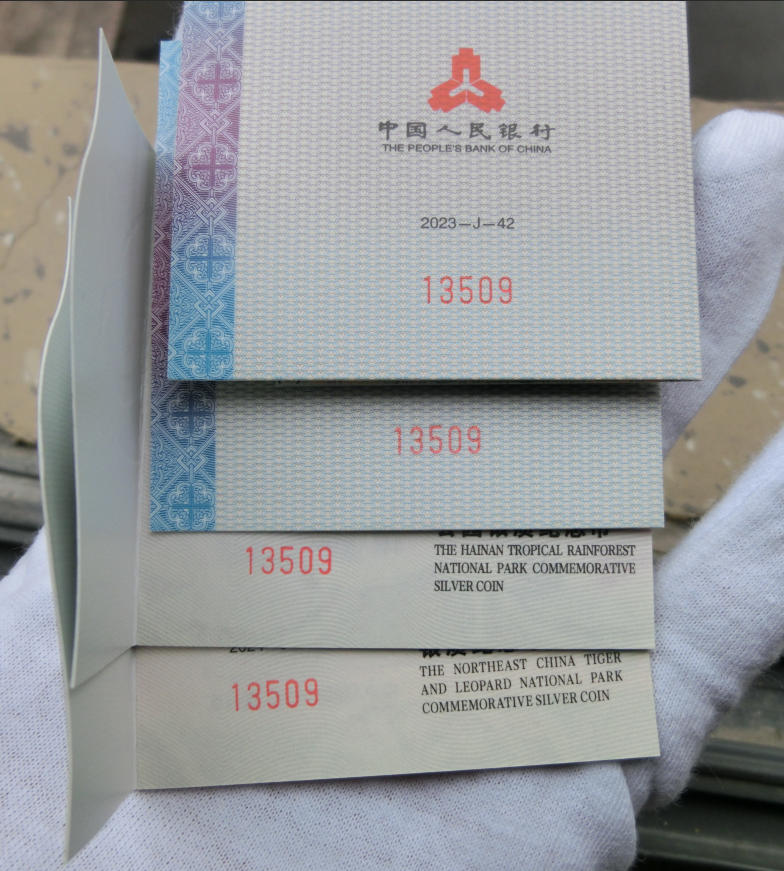 中国人民银行
THE PEOPLE'S BANK OF CHINA
2023-J-42
13509
13509
13509
THE HAINAN TROPICAL RAINFOREST
NATIONAL PARK COMMEMORATIVE
SILVER COIN
13509
THE NORTHEAST CHINA TIGER
AND LEOPARD NATIONAL PARK
COMMEMORATIVE SILVER COIN